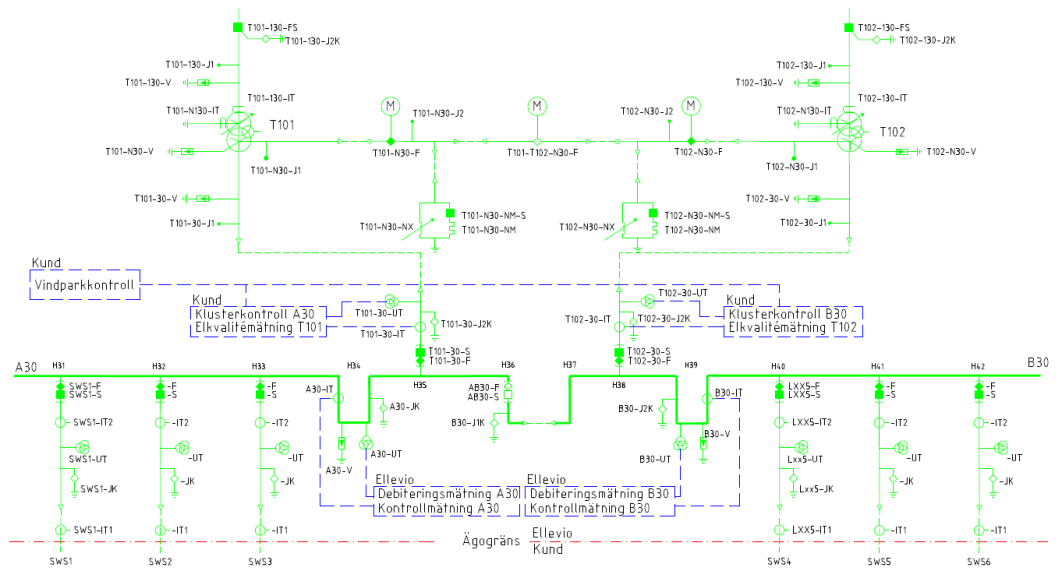 T101-130-FS
T101-130-J2K
T102-130-FS
T102-130-J2K
T101-130-J1
T102-130-J1
T101-130-V
T102-130-V
T101-130-IT
T102-130-IT
T101-N130-IT
T102-N130-IT
M
M
M
T101
T101-N30-J2
T102-N30-J2
T102
T101-N30-V
T101-N30-F
T101-T102-N30-F
T102-N30-F
T102-N30-V
T101-N30-J1
T102-N30-J1
T101-30-V
T102-30-V
T101-30-J1
T102-30-J1
T101-N30-NX
T101-N30-NM-S
T101-N30-NM
T102-N30-NX
T102-N30-NM-S
T102-N30-NM
Kund
Vindparkkontroll
Kund
Klusterkontroll A30
Elkvalitémätning T101
T101-30-UT
T101-30-J2K
T101-30-IT
T102-30-UT
T102-30-J2K
T102-30-IT
Kund
Klusterkontroll B30
Elkvalitémätning T102
T101-30-S
T101-30-F
T102-30-S
T102-30-F
A30
H31
H32
H33
H34
H35
H36
H37
H38
H39
H40
H41
H42
B30
SWS1-F
SWS1-S
-F
-S
-F
-S
A30-IT
A30-JK
AB30-F
AB30-S
B30-J1K
B30-J2K
B30-IT
LXX5-F
LXX5-S
-F
-S
-F
-S
SWS1-IT2
-IT2
-IT2
A30-UT
A30-V
B30-UT
B30-V
LXX5-IT2
-IT2
-IT2
SWS1-UT
-UT
-UT
Lxx5-UT
-UT
-UT
SWS1-JK
-JK
-JK
Lxx5-JK
-JK
-JK
Ellevio
Debiteringsmätning A30
Kontrollmätning A30
Ellevio
Debiteringsmätning B30
Kontrollmätning B30
SWS1-IT1
-IT1
-IT1
LXX5-IT1
-IT1
-IT1
Ägogräns
Ellevio
Kund
SWS1
SWS2
SWS3
SWS4
SWS5
SWS6